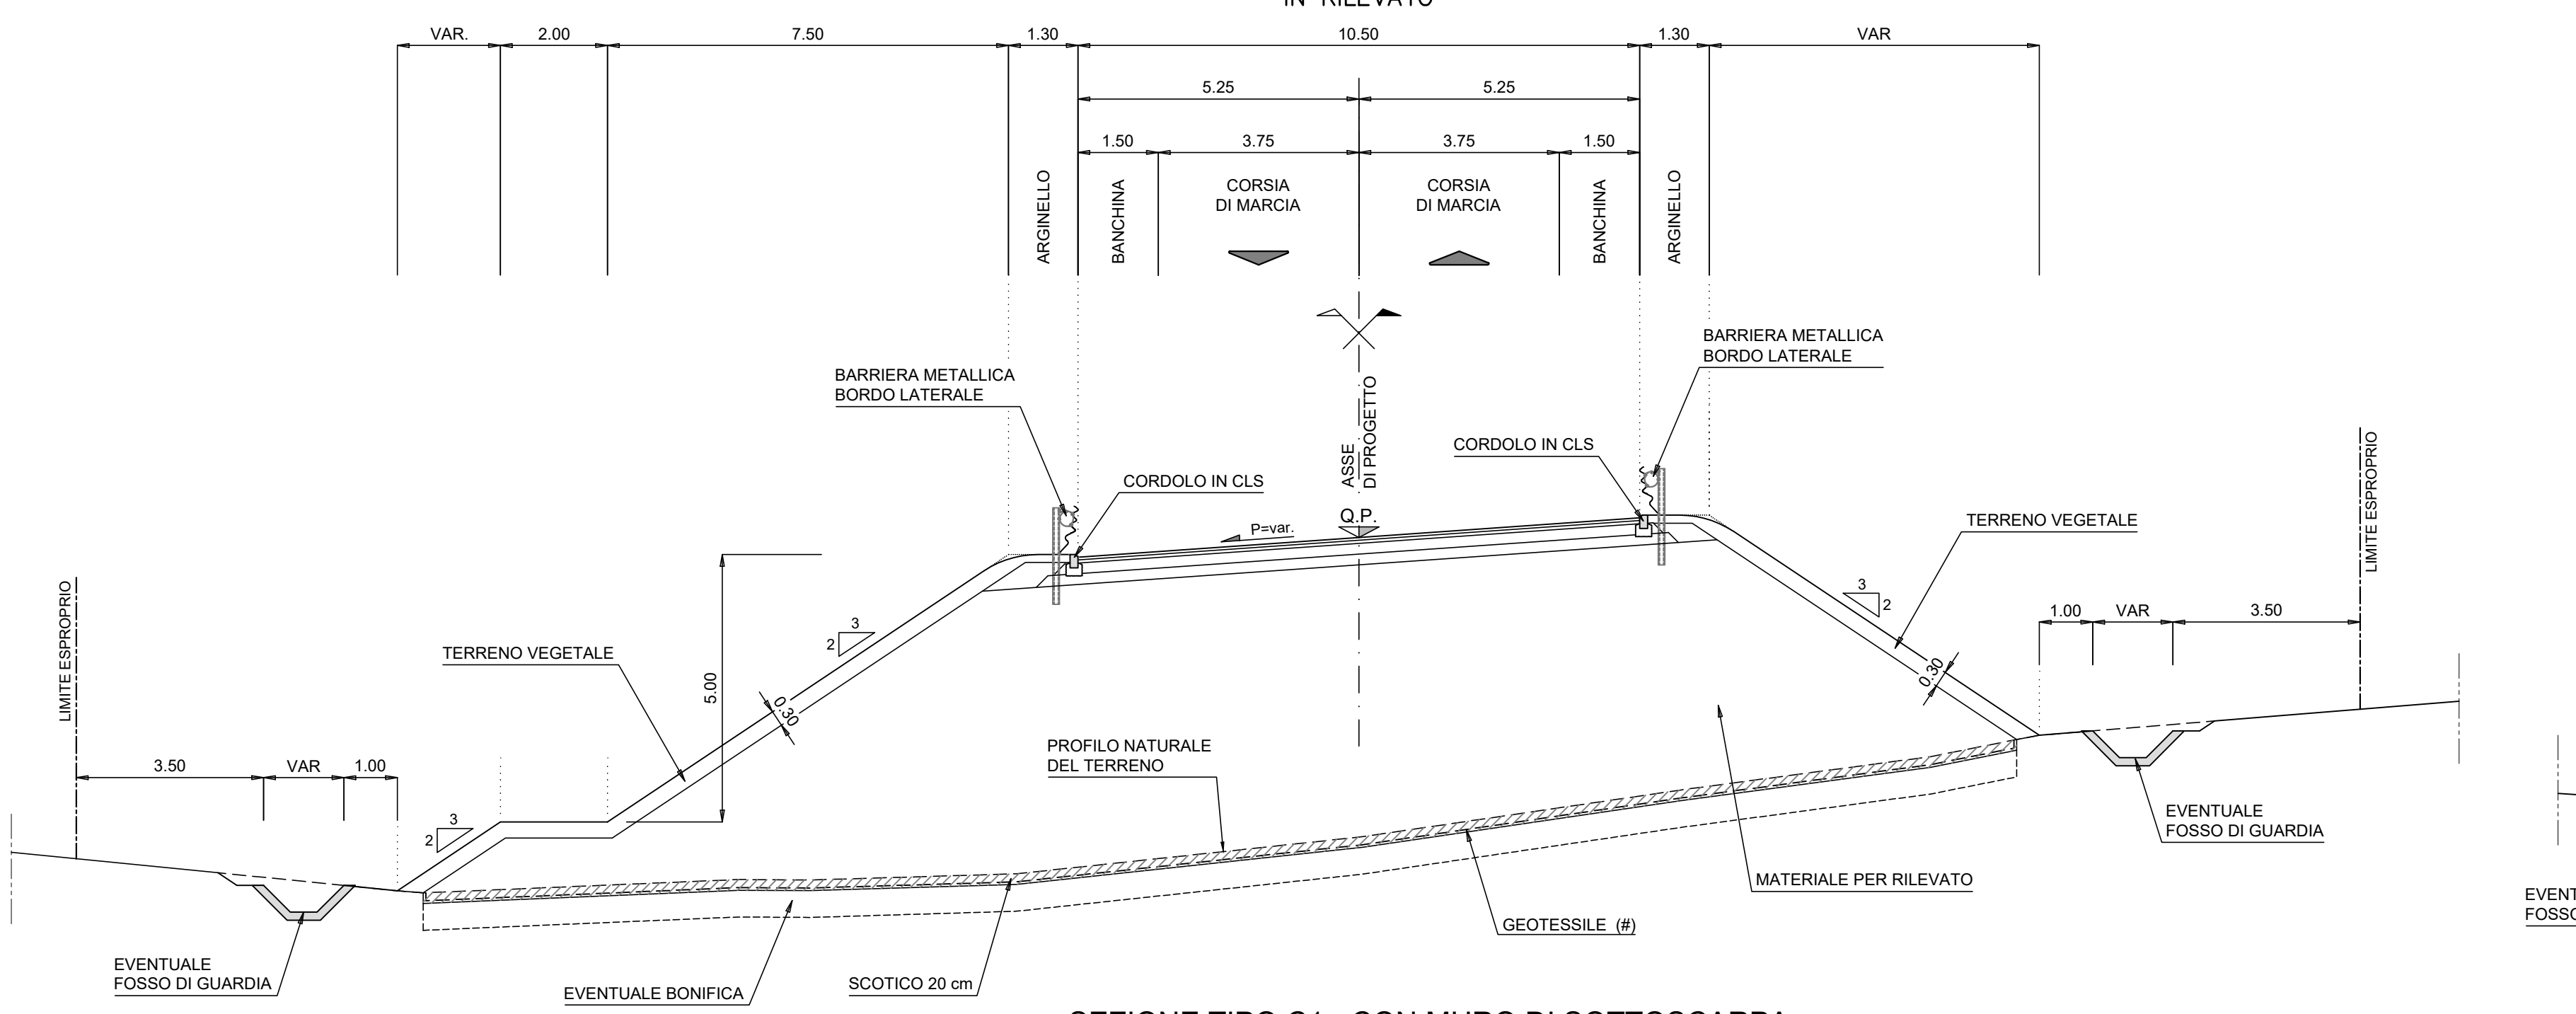 IN RILEVATO
VAR.
2.00
7.50
1.30
10.50
1.30
VAR
5.25
5.25
1.50
3.75
3.75
1.50
ARGINELLO
BANCHINA
CORSIA
DI MARCIA
CORSIA
DI MARCIA
BANCHINA
ARGINELLO
BARRIERA METALLICA
BORDO LATERALE
BARRIERA METALLICA
BORDO LATERALE
ASSE
DI PROGETTO
CORDOLO IN CLS
CORDOLO IN CLS
Q.P.
P=var.
TERRENO VEGETALE
LIMITE ESPROPRIO
LIMITE ESPROPRIO
3
2
1.00
VAR
3.50
3
2
TERRENO VEGETALE
5.00
0.30
0.30
PROFILO NATURALE
DEL TERRENO
3.50
VAR
1.00
3
2
EVENTUALE
FOSSO DI GUARDIA
MATERIALE PER RILEVATO
GEOTESSILE (#)
EVENTUALE
FOSSO DI GUARDIA
SCOTICO 20 cm
EVENTUALE BONIFICA